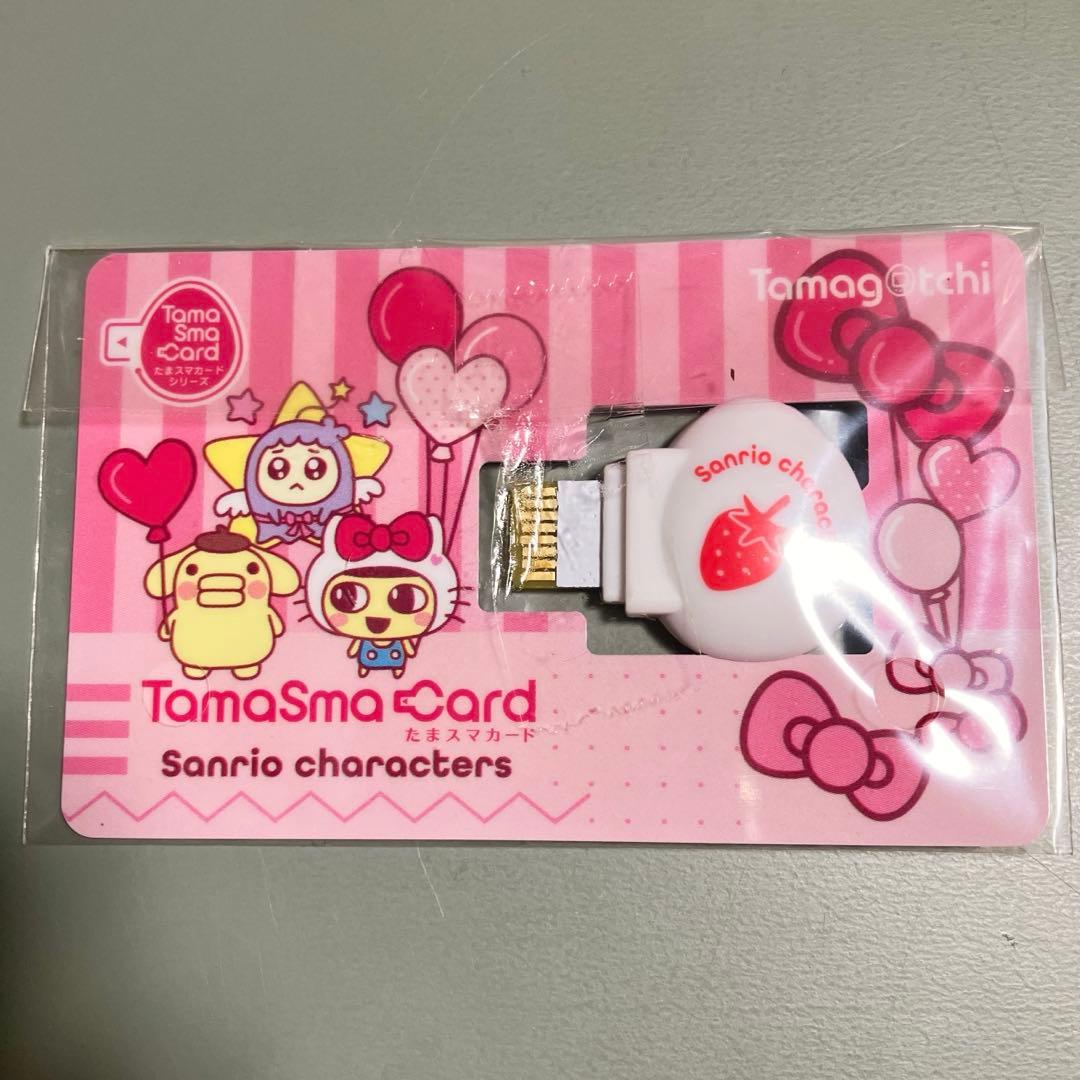 Tama
Sma
Card
たまスマカード
シリーズ
Tamagotchi
Sanrio charac
TamaSma Card
たまスマカード
Sanrio characters